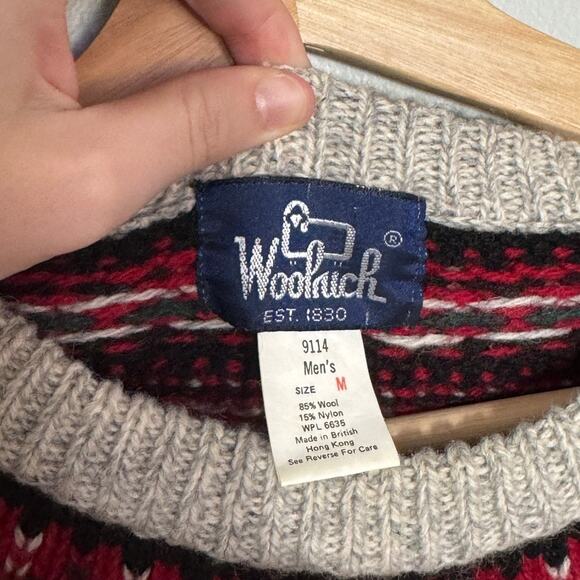 Woolrich ®
EST. 1830
9114
Men's
SIZE M
85% Wool
15% Nylon
WPL 6635
Made in British
Hong Kong
See Reverse For Care